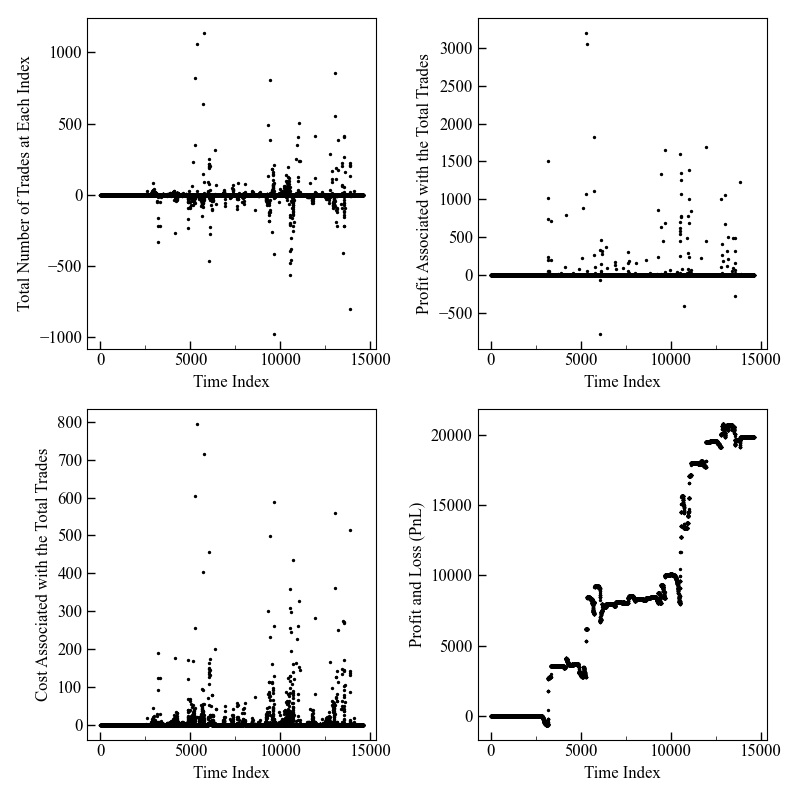 Total Number of Trades at Each Index
1000
500
0
−500
−1000
0 5000 10000 15000
Time Index
Profit Associated with the Total Trades
3000
2500
2000
1500
1000
500
0
−500
0 5000 10000 15000
Time Index
Cost Associated with the Total Trades
800
700
600
500
400
300
200
100
0
0 5000 10000 15000
Time Index
Profit and Loss (PnL)
20000
15000
10000
5000
0
0 5000 10000 15000
Time Index